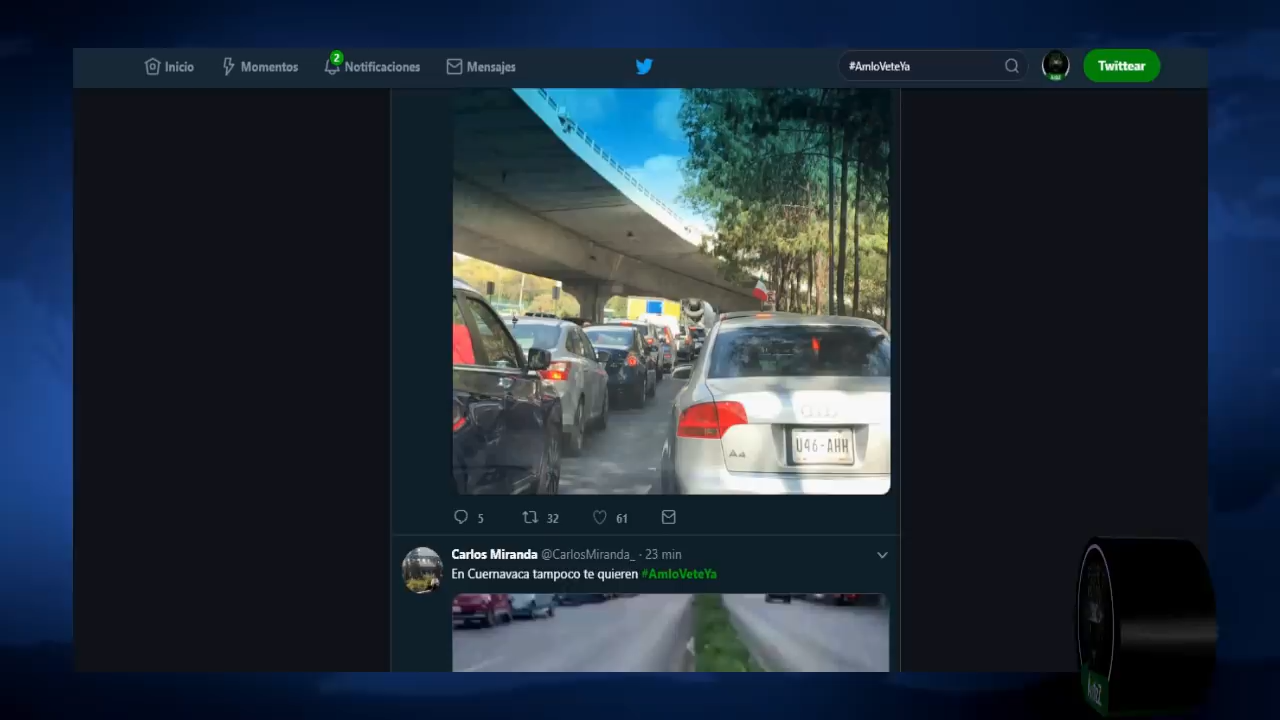 Inicio
Momentos
2
Notificaciones
Mensajes
#AmloVeteYa
Twittear
U46-AHH
A4
5
32
61
Carlos Miranda @CarlosMiranda_ · 23 min
En Cuernavaca tampoco te quieren #AmloVeteYa